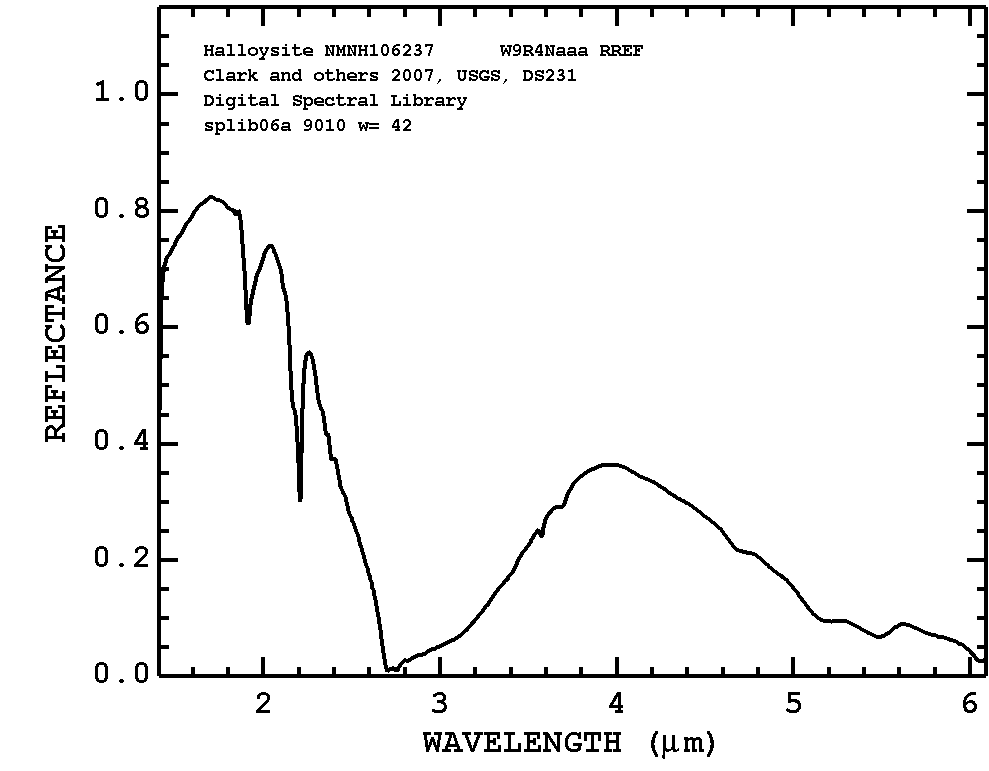 Halloysite NMNH106237 W9R4Naaa RREF
Clark and others 2007, USGS, DS231
Digital Spectral Library
splib06a 9010 w= 42
1.0
0.8
0.6
0.4
0.2
0.0
REFLECTANCE
2 3 4 5 6
WAVELENGTH (μm)